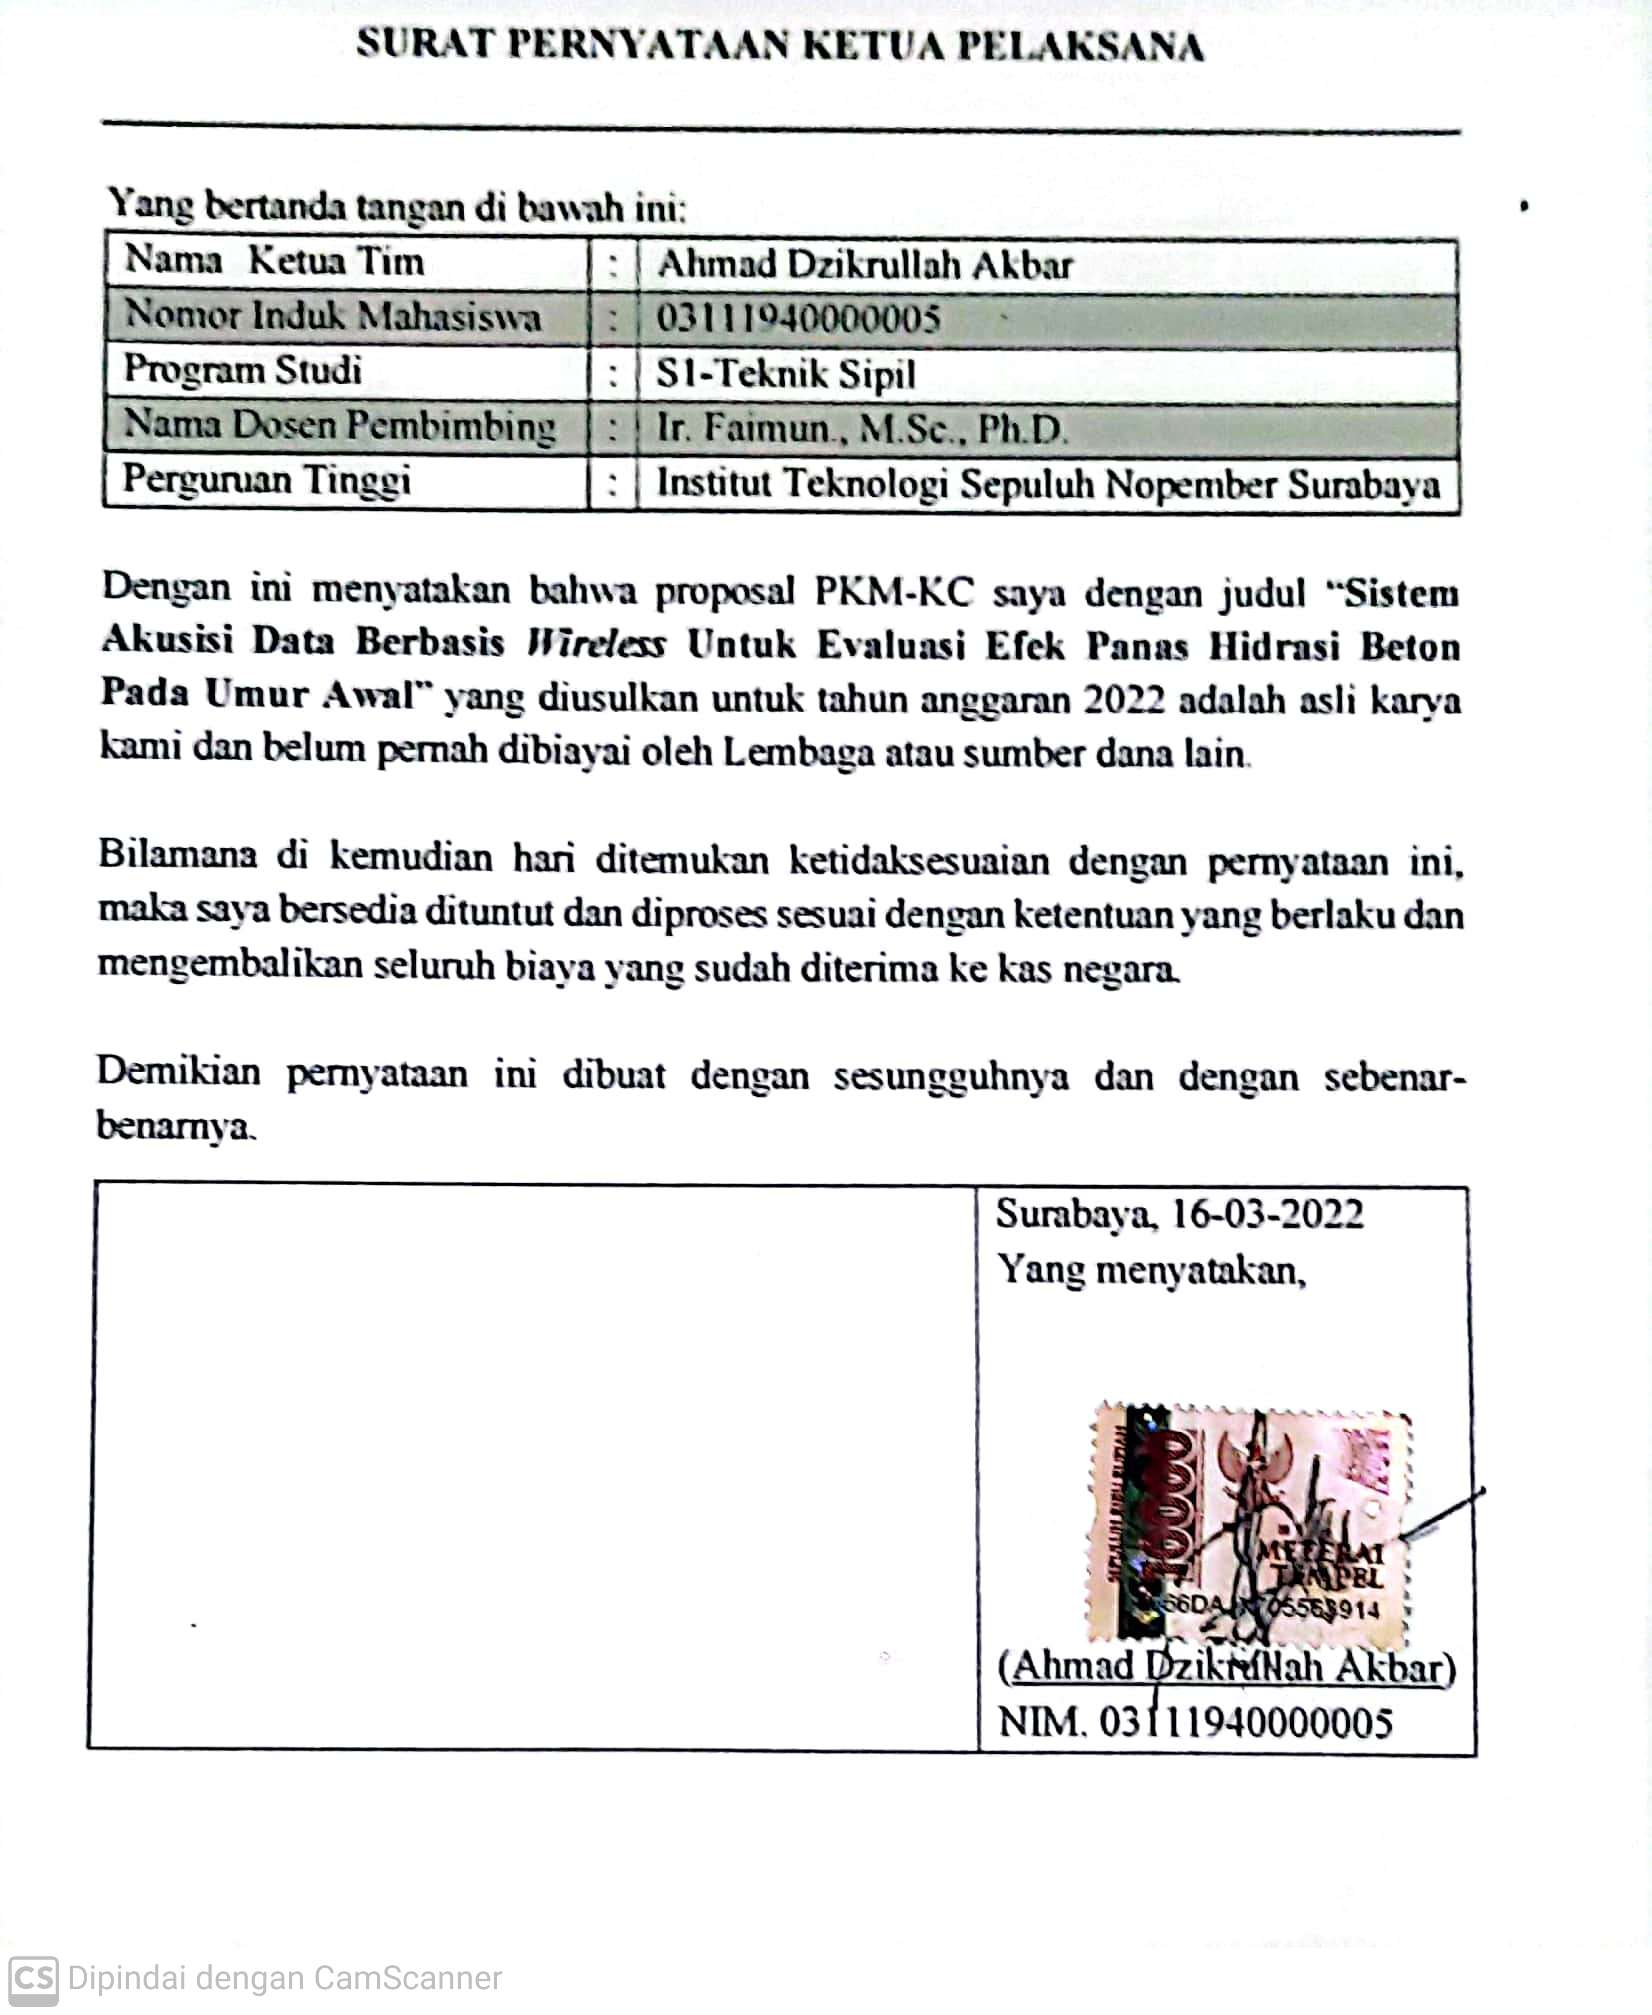 SURAT PERNYATAAN KETUA PELAKSANA
Yang bertanda tangan di bawah ini:
Nama Ketua Tim : Ahmad Dzikrullah Akbar
Nomor Induk Mahasiswa : 03111940000005
Program Studi : S1-Teknik Sipil
Nama Dosen Pembimbing : Ir. Faimun., M.Sc., Ph.D.
Perguruan Tinggi : Institut Teknologi Sepuluh Nopember Surabaya
Dengan ini menyatakan bahwa proposal PKM-KC saya dengan judul “Sistem
Akusisi Data Berbasis Wireless Untuk Evaluasi Efek Panas Hidrasi Beton
Pada Umur Awal” yang diusulkan untuk tahun anggaran 2022 adalah asli karya
kami dan belum pernah dibiayai oleh Lembaga atau sumber dana lain.
Bilamana di kemudian hari ditemukan ketidaksesuaian dengan pernyataan ini,
maka saya bersedia dituntut dan diproses sesuai dengan ketentuan yang berlaku dan
mengembalikan seluruh biaya yang sudah diterima ke kas negara.
Demikian pernyataan ini dibuat dengan sesungguhnya dan dengan sebenar-
benarnya.
Surabaya, 16-03-2022
Yang menyatakan,
SEPULUH RIBU RUPIAH
10000
METERAI
TEMPEL
(Ahmad Dzikrullah Akbar)
NIM. 03111940000005
CS Dipindai dengan CamScanner